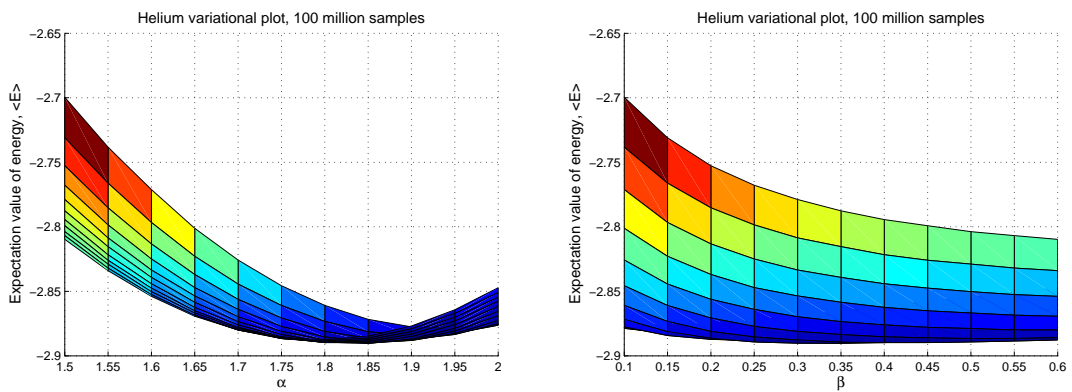 Helium variational plot, 100 million samples
Expectation value of energy, <E>
−2.65
−2.7
−2.75
−2.8
−2.85
−2.9
1.5 1.55 1.6 1.65 1.7 1.75 1.8 1.85 1.9 1.95 2
α
Helium variational plot, 100 million samples
Expectation value of energy, <E>
−2.65
−2.7
−2.75
−2.8
−2.85
−2.9
0.1 0.15 0.2 0.25 0.3 0.35 0.4 0.45 0.5 0.55 0.6
β